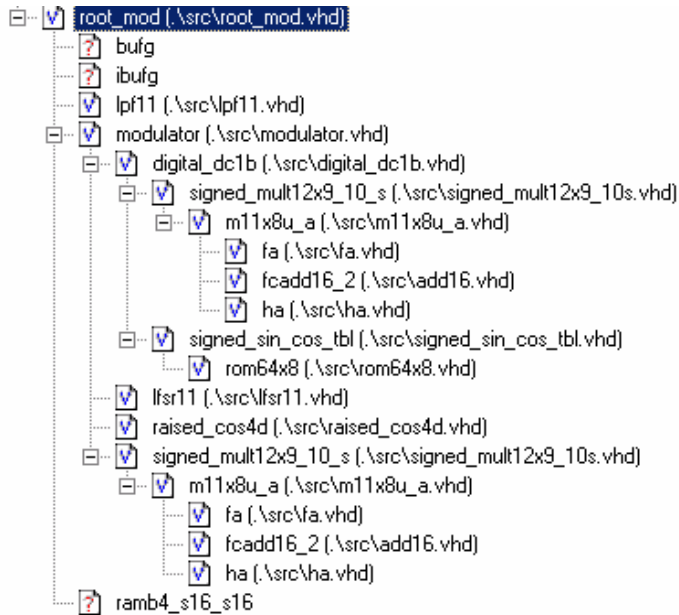 root_mod (.\src\root_mod.vhd)
bufg
ibufg
lpf11 (.\src\lpf11.vhd)
modulator (.\src\modulator.vhd)
digital_dc1b (.\src\digital_dc1b.vhd)
signed_mult12x9_10_s (.\src\signed_mult12x9_10s.vhd)
m11x8u_a (.\src\m11x8u_a.vhd)
fa (.\src\fa.vhd)
fcadd16_2 (.\src\add16.vhd)
ha (.\src\ha.vhd)
signed_sin_cos_tbl (.\src\signed_sin_cos_tbl.vhd)
rom64x8 (.\src\rom64x8.vhd)
lfsr11 (.\src\lfsr11.vhd)
raised_cos4d (.\src\raised_cos4d.vhd)
signed_mult12x9_10_s (.\src\signed_mult12x9_10s.vhd)
m11x8u_a (.\src\m11x8u_a.vhd)
fa (.\src\fa.vhd)
fcadd16_2 (.\src\add16.vhd)
ha (.\src\ha.vhd)
ramb4_s16_s16